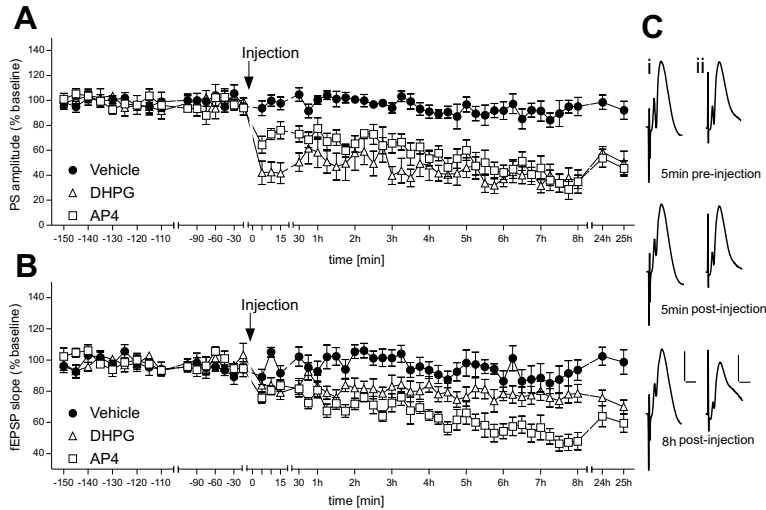 A
Injection
PS amplitude (% baseline)
140
120
100
80
60
40
20
0
Vehicle
DHPG
AP4
-150 -140 -130 -120 -110 -90 -60 -30 0 15 30 1h 2h 3h 4h 5h 6h 7h 8h 24h 25h
time [min]
B
Injection
fEPSP slope (% baseline)
140
120
100
80
60
40
Vehicle
DHPG
AP4
-150 -140 -130 -120 -110 -90 -60 -30 0 15 30 1h 2h 3h 4h 5h 6h 7h 8h 24h 25h
time [min]
C
i ii
5min pre-injection
5min post-injection
8h post-injection